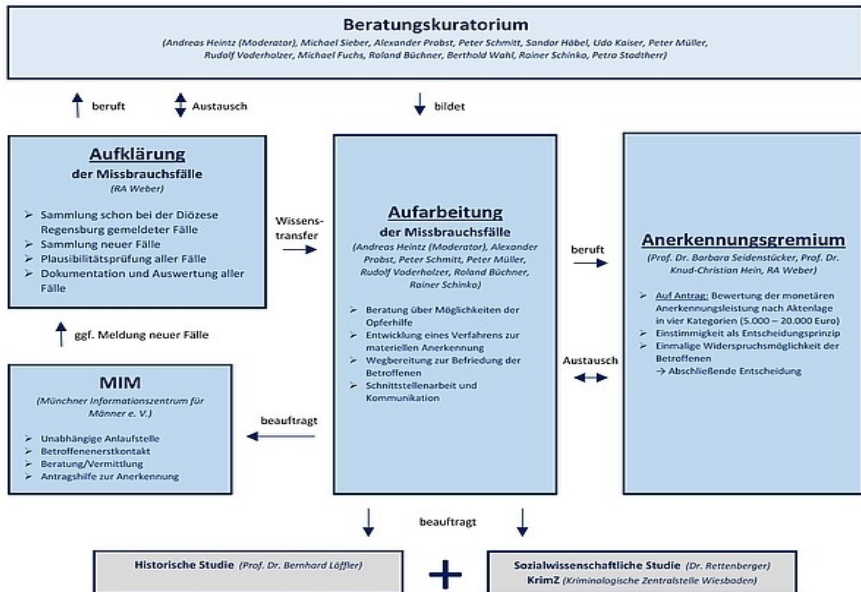 Beratungskuratorium
(Andreas Heintz (Moderator), Michael Sieber, Alexander Probst, Peter Schmitt, Sandor Häbel, Udo Kaiser, Peter Müller,
Rudolf Voderholzer, Michael Fuchs, Roland Büchner, Berthold Wahl, Rainer Schinko, Petra Stadtherr)
beruft
Austausch
bildet
Aufklärung
der Missbrauchsfälle
(RA Weber)
➢ Sammlung schon bei der Diözese
Regensburg gemeldeter Fälle
➢ Sammlung neuer Fälle
➢ Plausibilitätsprüfung aller Fälle
➢ Dokumentation und Auswertung aller
Fälle
Wissens-
transfer
Aufarbeitung
der Missbrauchsfälle
(Andreas Heintz (Moderator), Alexander
Probst, Peter Schmitt, Peter Müller,
Rudolf Voderholzer, Roland Büchner,
Rainer Schinko)
➢ Beratung über Möglichkeiten der
Opferhilfe
➢ Entwicklung eines Verfahrens zur
materiellen Anerkennung
➢ Wegbereitung zur Befriedung der
Betroffenen
➢ Schnittstellenarbeit und
Kommunikation
beruft
Austausch
Anerkennungsgremium
(Prof. Dr. Barbara Seidenstücker, Prof. Dr.
Knud-Christian Hein, RA Weber)
➢ Auf Antrag: Bewertung der monetären
Anerkennungsleistung nach Aktenlage
in vier Kategorien (5.000 – 20.000 Euro)
➢ Einstimmigkeit als Entscheidungsprinzip
➢ Einmalige Widerspruchsmöglichkeit der
Betroffenen
→ Abschließende Entscheidung
ggf. Meldung neuer Fälle
MIM
(Münchner Informationszentrum für
Männer e. V.)
➢ Unabhängige Anlaufstelle
➢ Betroffenenerstkontakt
➢ Beratung/Vermittlung
➢ Antragshilfe zur Anerkennung
beauftragt
beauftragt
Historische Studie (Prof. Dr. Bernhard Löffler)
+
Sozialwissenschaftliche Studie (Dr. Rettenberger)
KrimZ (Kriminologische Zentralstelle Wiesbaden)